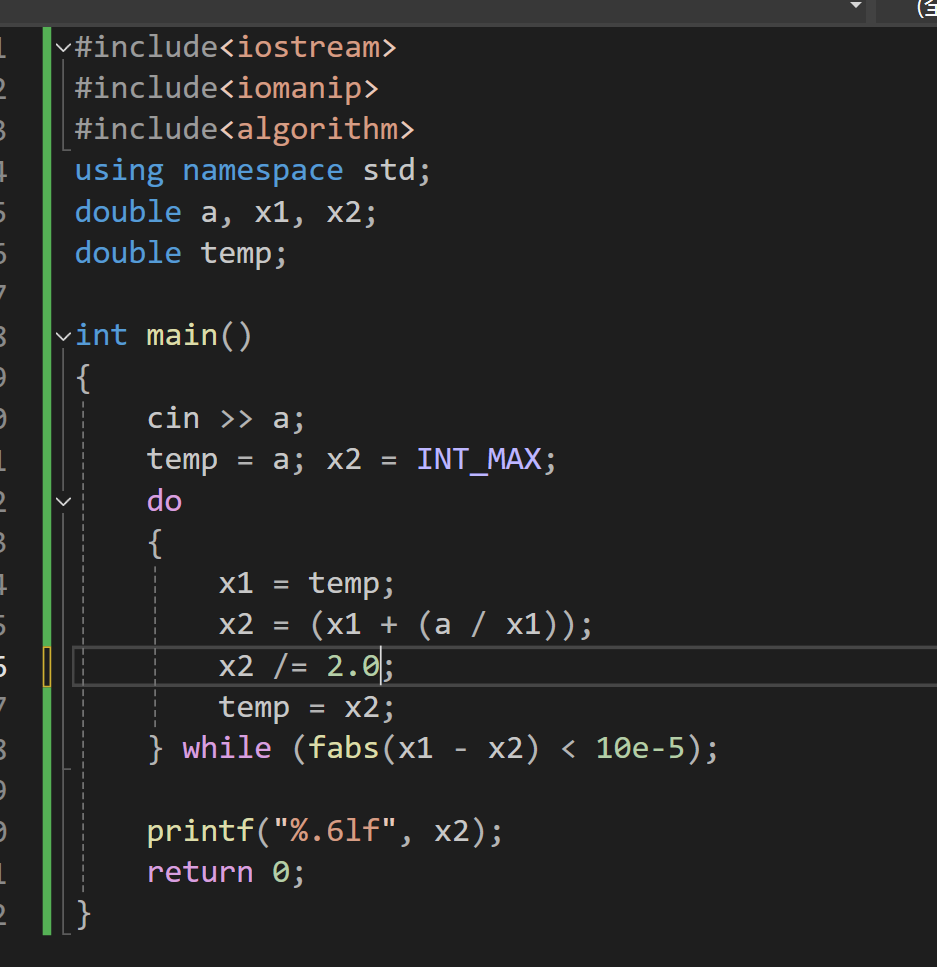 (全
#include<iostream>
#include<iomanip>
#include<algorithm>
using namespace std;
double a, x1, x2;
double temp;
int main()
{
cin >> a;
temp = a; x2 = INT_MAX;
do
{
x1 = temp;
x2 = (x1 + (a / x1));
x2 /= 2.0;
temp = x2;
} while (fabs(x1 - x2) < 10e-5);
printf("%.6lf", x2);
return 0;
}